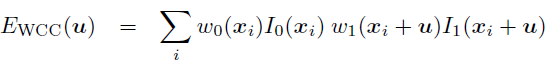 E_WCC(u) = ∑_i w_0(x_i)I_0(x_i) w_1(x_i + u)I_1(x_i + u)